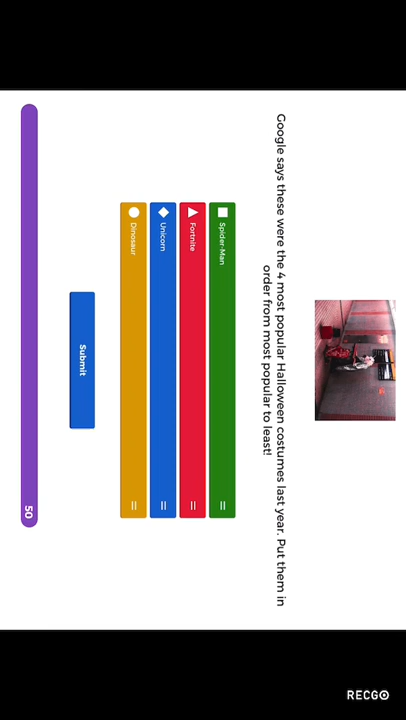 Google says these were the 4 most popular Halloween costumes last year. Put them in
order from most popular to least!
Spider-Man
Fortnite
Unicorn
Dinosaur
Submit
50
RECGO